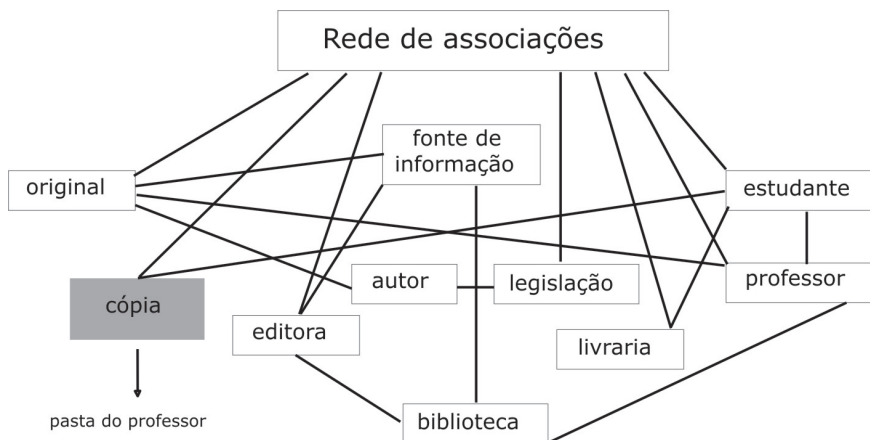 Rede de associações
fonte de
informação
original
estudante
autor
legislação
professor
cópia
editora
livraria
pasta do professor
biblioteca